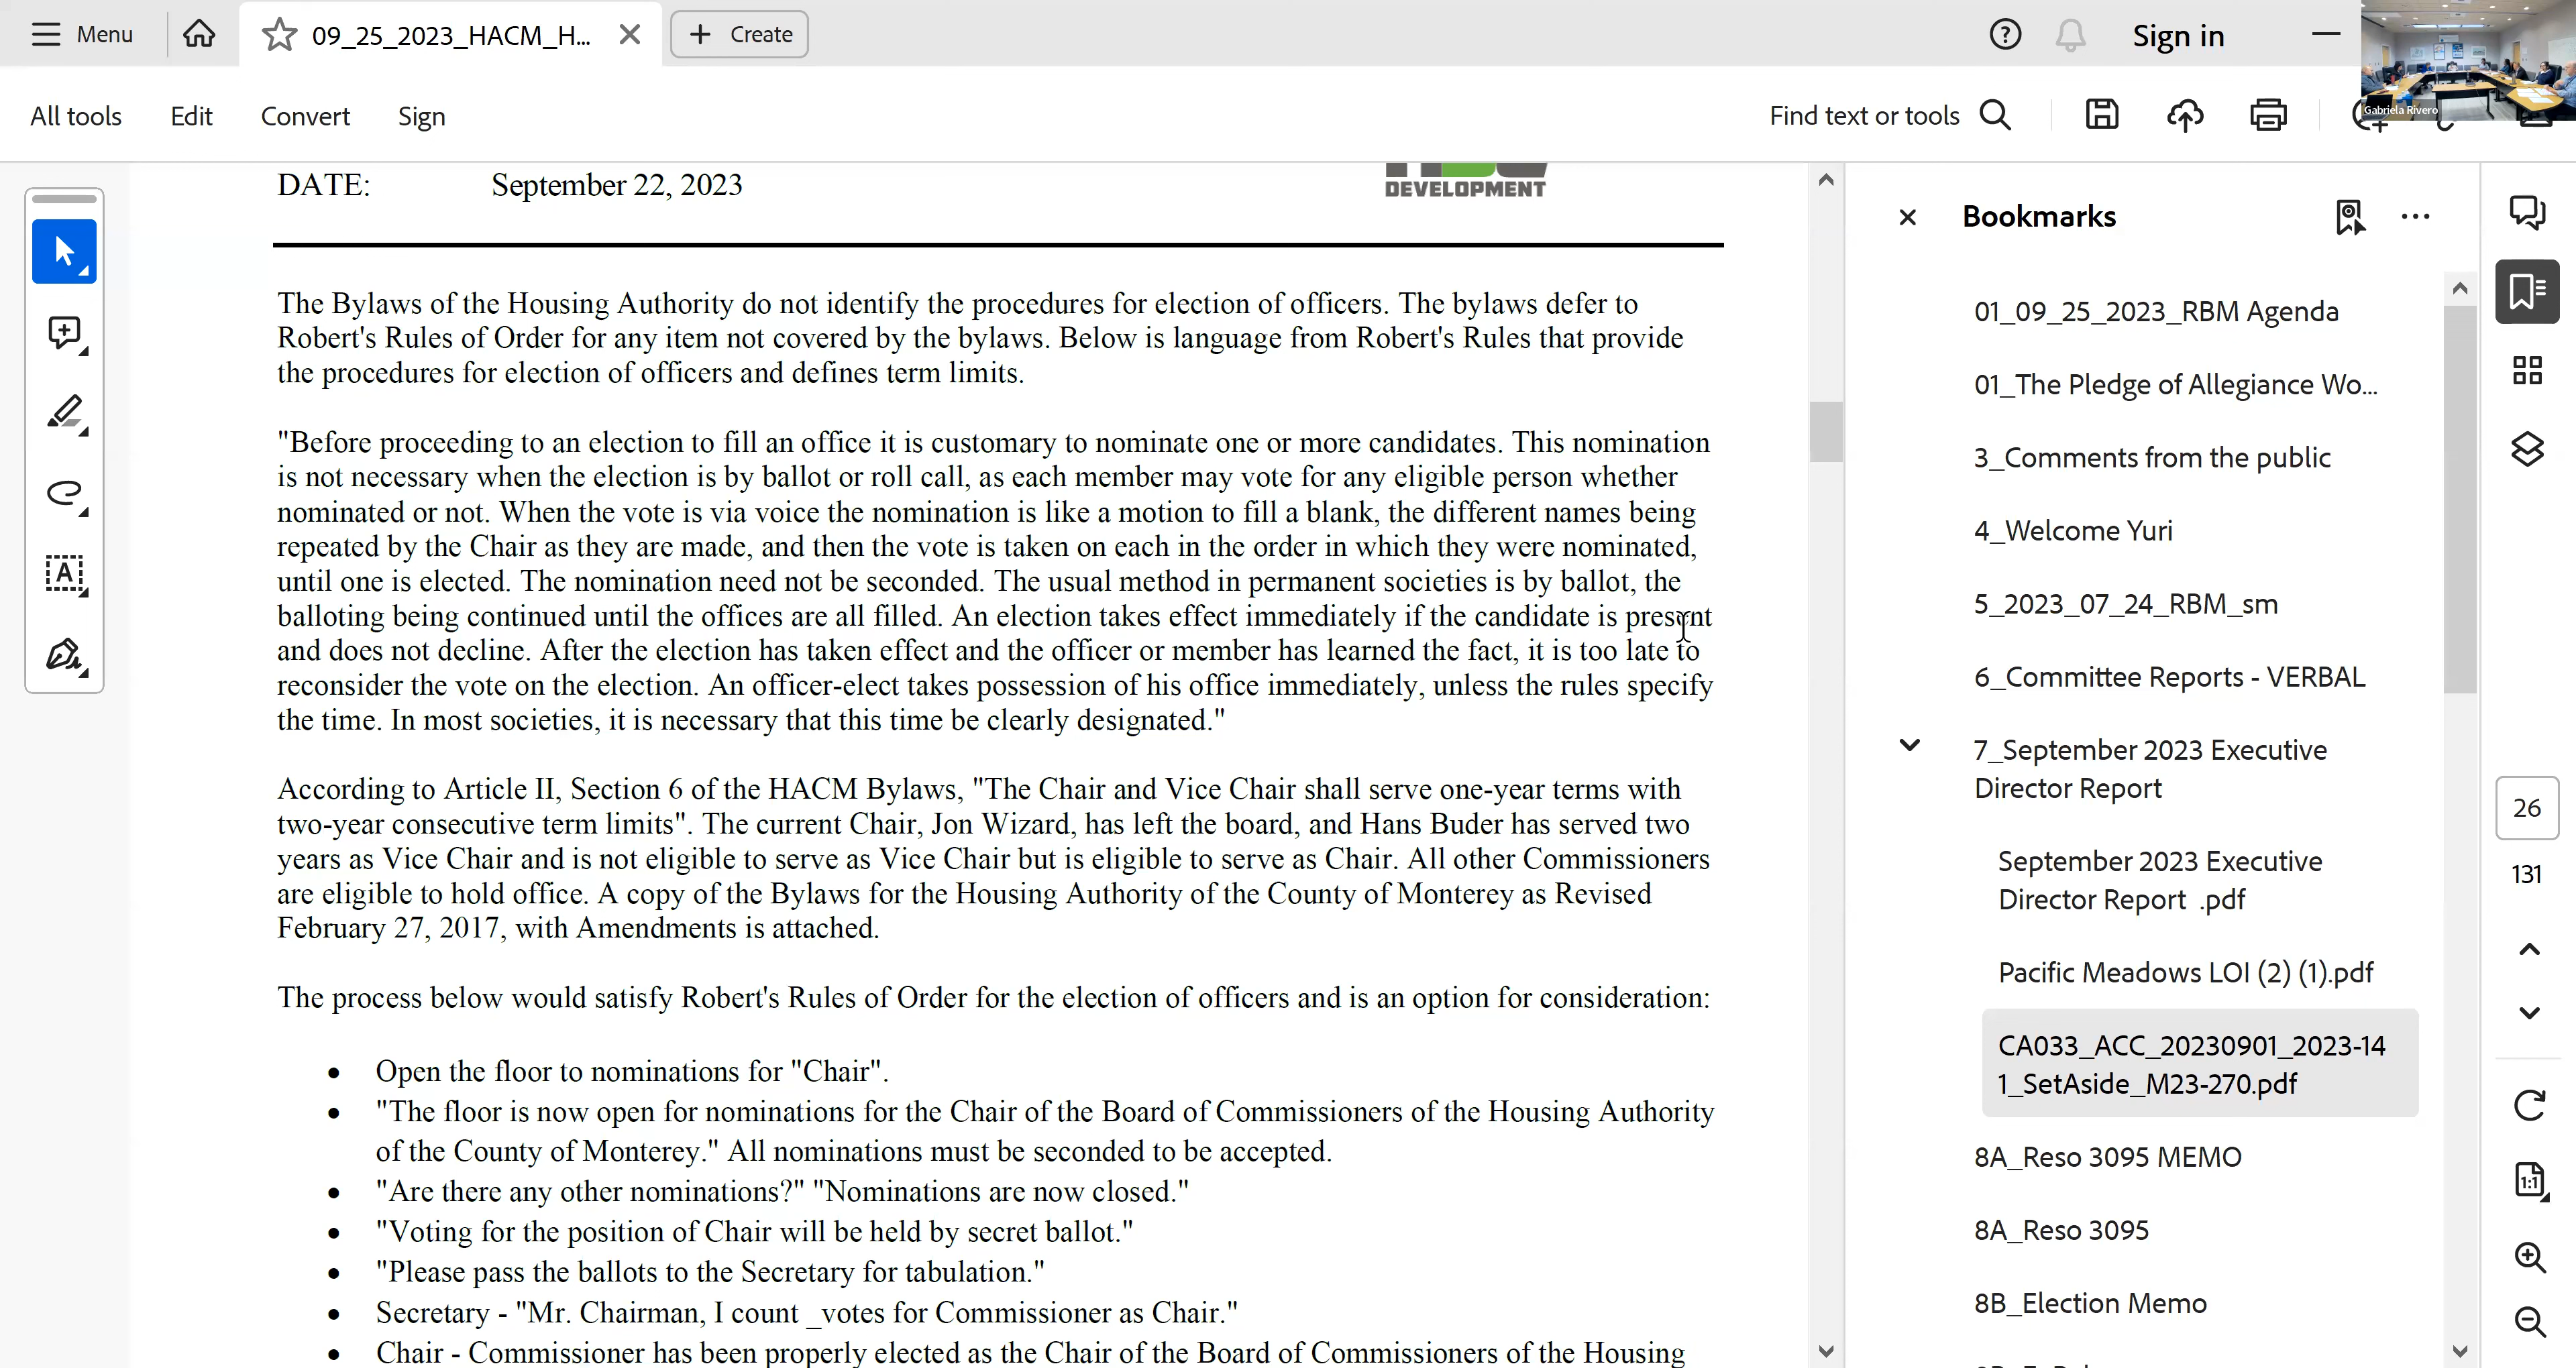 Menu
09_25_2023_HACM_H...
Create
Sign in
Gabriela Rivero
All tools
Edit
Convert
Sign
Find text or tools
DATE: September 22, 2023
DEVELOPMENT
The Bylaws of the Housing Authority do not identify the procedures for election of officers. The bylaws defer to
Robert's Rules of Order for any item not covered by the bylaws. Below is language from Robert's Rules that provide
the procedures for election of officers and defines term limits.
"Before proceeding to an election to fill an office it is customary to nominate one or more candidates. This nomination
is not necessary when the election is by ballot or roll call, as each member may vote for any eligible person whether
nominated or not. When the vote is via voice the nomination is like a motion to fill a blank, the different names being
repeated by the Chair as they are made, and then the vote is taken on each in the order in which they were nominated,
until one is elected. The nomination need not be seconded. The usual method in permanent societies is by ballot, the
balloting being continued until the offices are all filled. An election takes effect immediately if the candidate is present
and does not decline. After the election has taken effect and the officer or member has learned the fact, it is too late to
reconsider the vote on the election. An officer-elect takes possession of his office immediately, unless the rules specify
the time. In most societies, it is necessary that this time be clearly designated."
According to Article II, Section 6 of the HACM Bylaws, "The Chair and Vice Chair shall serve one-year terms with
two-year consecutive term limits". The current Chair, Jon Wizard, has left the board, and Hans Buder has served two
years as Vice Chair and is not eligible to serve as Vice Chair but is eligible to serve as Chair. All other Commissioners
are eligible to hold office. A copy of the Bylaws for the Housing Authority of the County of Monterey as Revised
February 27, 2017, with Amendments is attached.
The process below would satisfy Robert's Rules of Order for the election of officers and is an option for consideration:
• Open the floor to nominations for "Chair".
• "The floor is now open for nominations for the Chair of the Board of Commissioners of the Housing Authority
of the County of Monterey." All nominations must be seconded to be accepted.
• "Are there any other nominations?" "Nominations are now closed."
• "Voting for the position of Chair will be held by secret ballot."
• "Please pass the ballots to the Secretary for tabulation."
• Secretary - "Mr. Chairman, I count _votes for Commissioner as Chair."
• Chair - Commissioner has been properly elected as the Chair of the Board of Commissioners of the Housing
Bookmarks
01_09_25_2023_RBM Agenda
01_The Pledge of Allegiance Wo...
3_Comments from the public
4_Welcome Yuri
5_2023_07_24_RBM_sm
6_Committee Reports - VERBAL
7_September 2023 Executive
Director Report
September 2023 Executive
Director Report .pdf
Pacific Meadows LOI (2) (1).pdf
CA033_ACC_20230901_2023-14
1_SetAside_M23-270.pdf
8A_Reso 3095 MEMO
8A_Reso 3095
8B_Election Memo
26
131
1:1